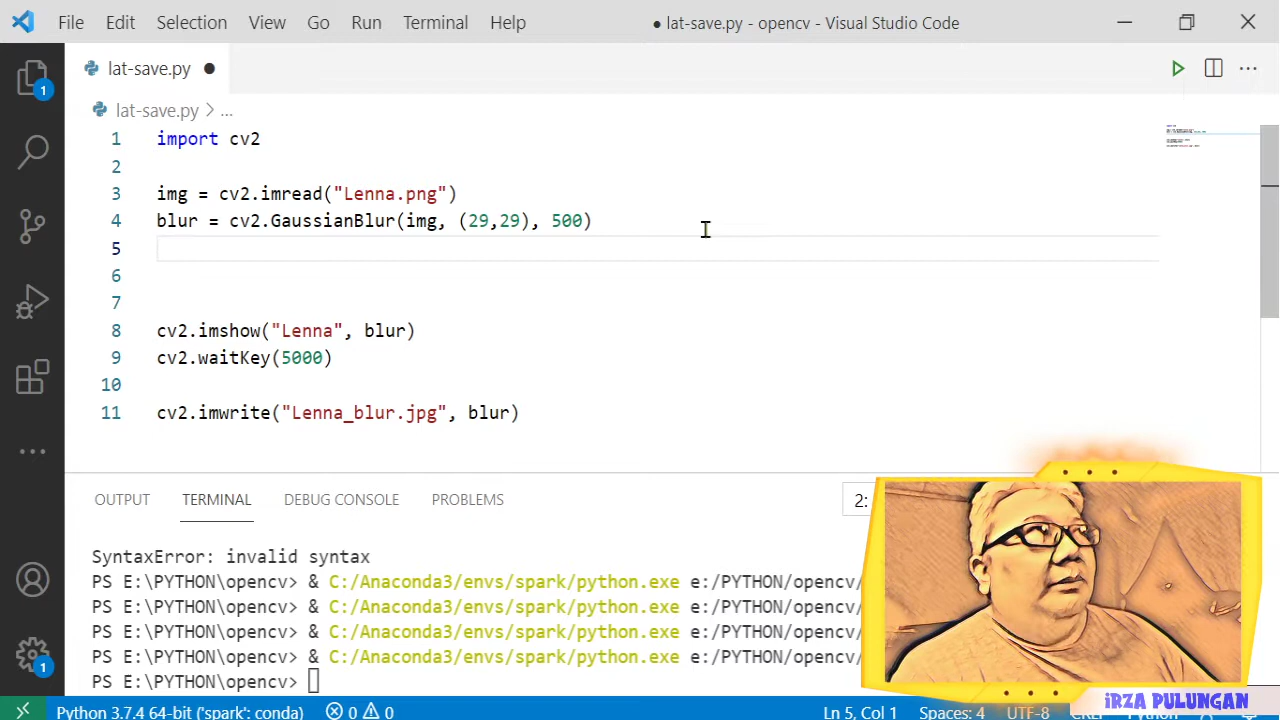 File Edit Selection View Go Run Terminal Help ● lat-save.py - opencv - Visual Studio Code
lat-save.py ●
lat-save.py > ...
1 import cv2
2
3 img = cv2.imread("Lenna.png")
4 blur = cv2.GaussianBlur(img, (29,29), 500)
5
6
7
8 cv2.imshow("Lenna", blur)
9 cv2.waitKey(5000)
10
11 cv2.imwrite("Lenna_blur.jpg", blur)
OUTPUT TERMINAL DEBUG CONSOLE PROBLEMS 2:
SyntaxError: invalid syntax
PS E:\PYTHON\opencv> & C:/Anaconda3/envs/spark/python.exe e:/PYTHON/opencv/
PS E:\PYTHON\opencv> & C:/Anaconda3/envs/spark/python.exe e:/PYTHON/opencv/
PS E:\PYTHON\opencv> & C:/Anaconda3/envs/spark/python.exe e:/PYTHON/opencv/
PS E:\PYTHON\opencv> & C:/Anaconda3/envs/spark/python.exe e:/PYTHON/opencv/
PS E:\PYTHON\opencv>
1
1
iRZA PULUNGAN
Python 3.7.4 64-bit ('spark': conda) 0 0 Ln 5, Col 1 Spaces: 4 UTF-8 CRLF Python